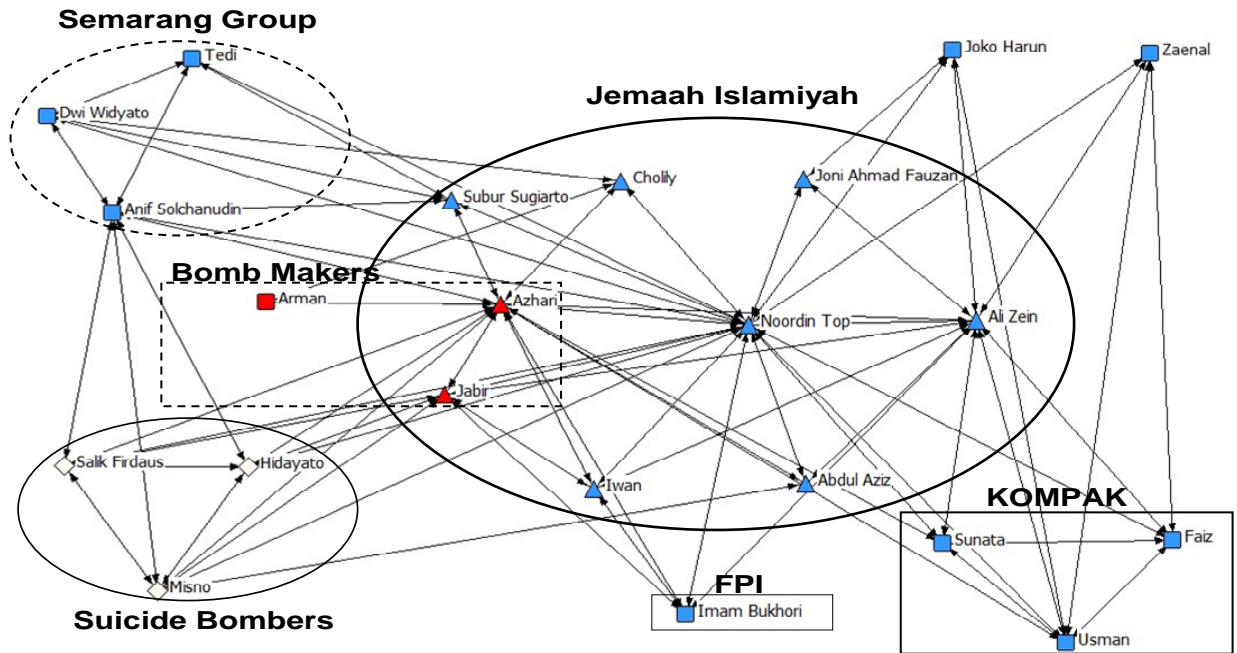 Semarang Group
Tedi
Joko Harun
Zaenal
Jemaah Islamiyah
Dwi Widyato
Cholily
Joni Ahmad Fauzan
Subur Sugiarto
Anif Solchanudin
Bomb Makers
Arman
Azhari
Noordin Top
Ali Zein
Jabir
Salik Firdaus
Hidayato
Iwan
Abdul Aziz
KOMPAK
Sunata
Faiz
Misno
FPI
Suicide Bombers
Imam Bukhori
Usman